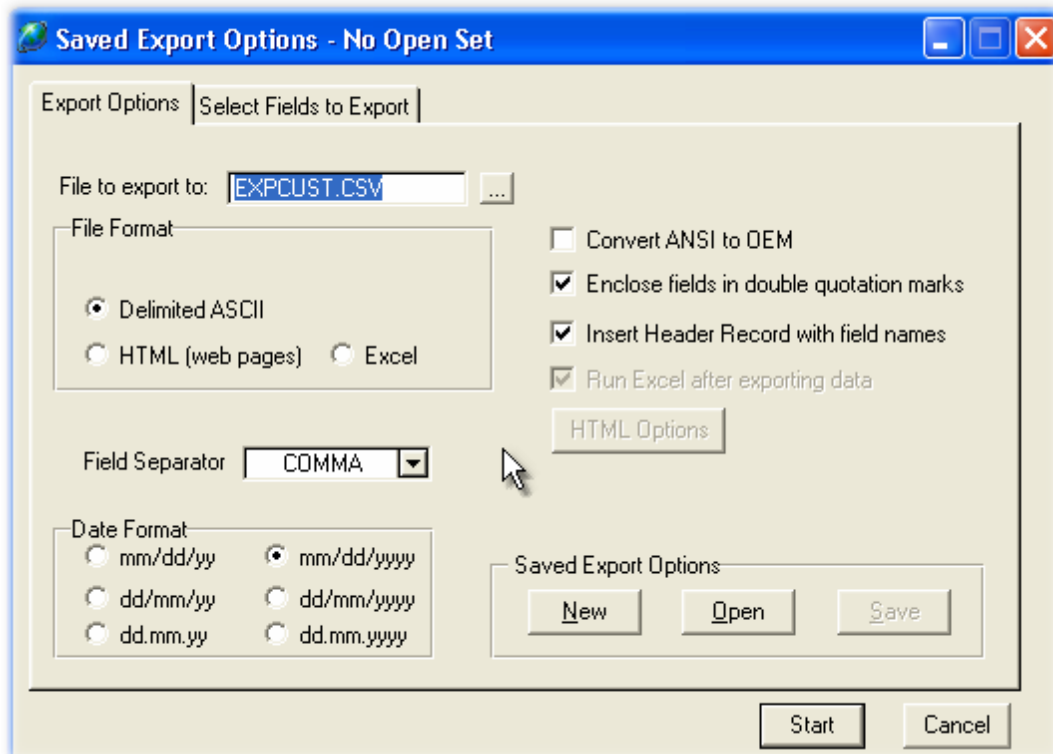 Saved Export Options - No Open Set
Export Options
Select Fields to Export
File to export to: EXPCUST.CSV ...
File Format
Delimited ASCII
HTML (web pages) Excel
Convert ANSI to OEM
Enclose fields in double quotation marks
Insert Header Record with field names
Run Excel after exporting data
HTML Options
Field Separator COMMA
Date Format
mm/dd/yy mm/dd/yyyy
dd/mm/yy dd/mm/yyyy
dd.mm.yy dd.mm.yyyy
Saved Export Options
New Open Save
Start Cancel